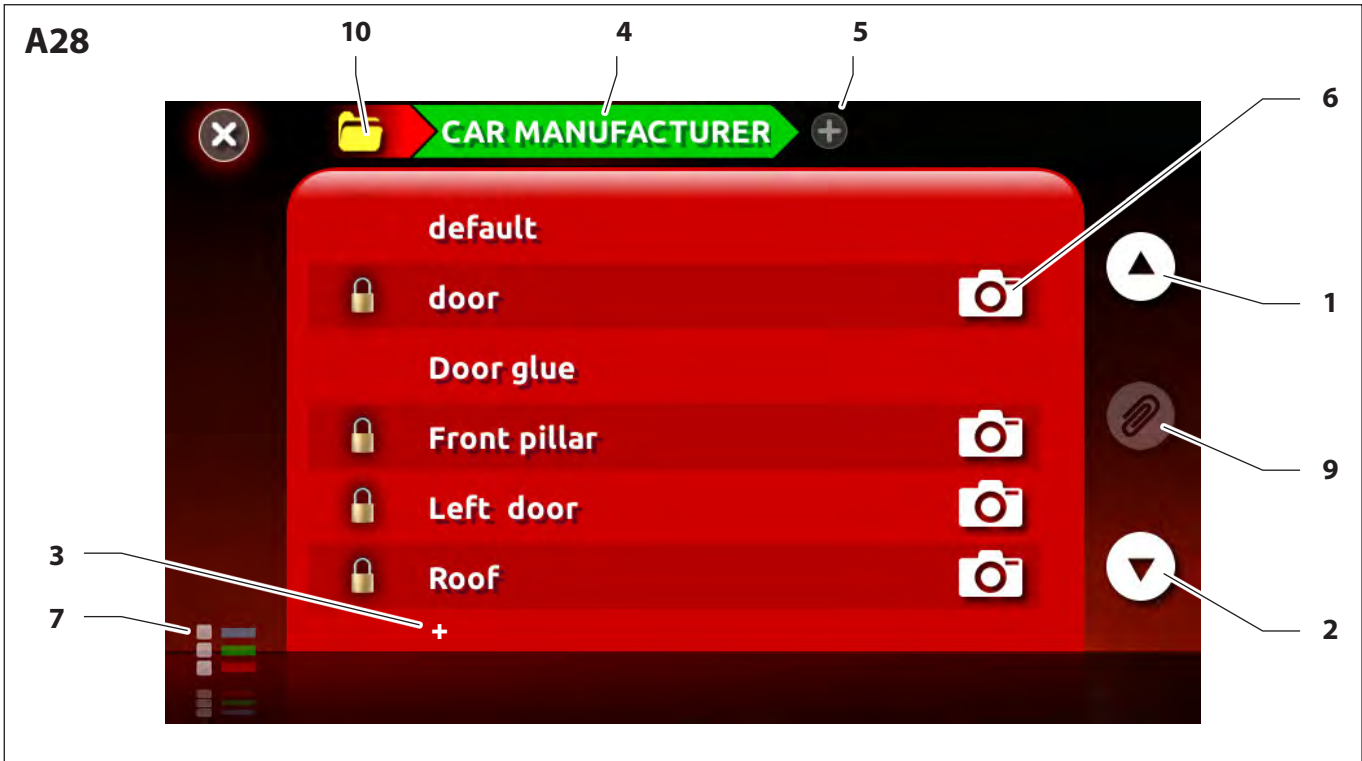 A28
10 4 5
6
CAR MANUFACTURER +
default
door
1
Door glue
Front pillar
9
Left  door
3
Roof
7
+
2